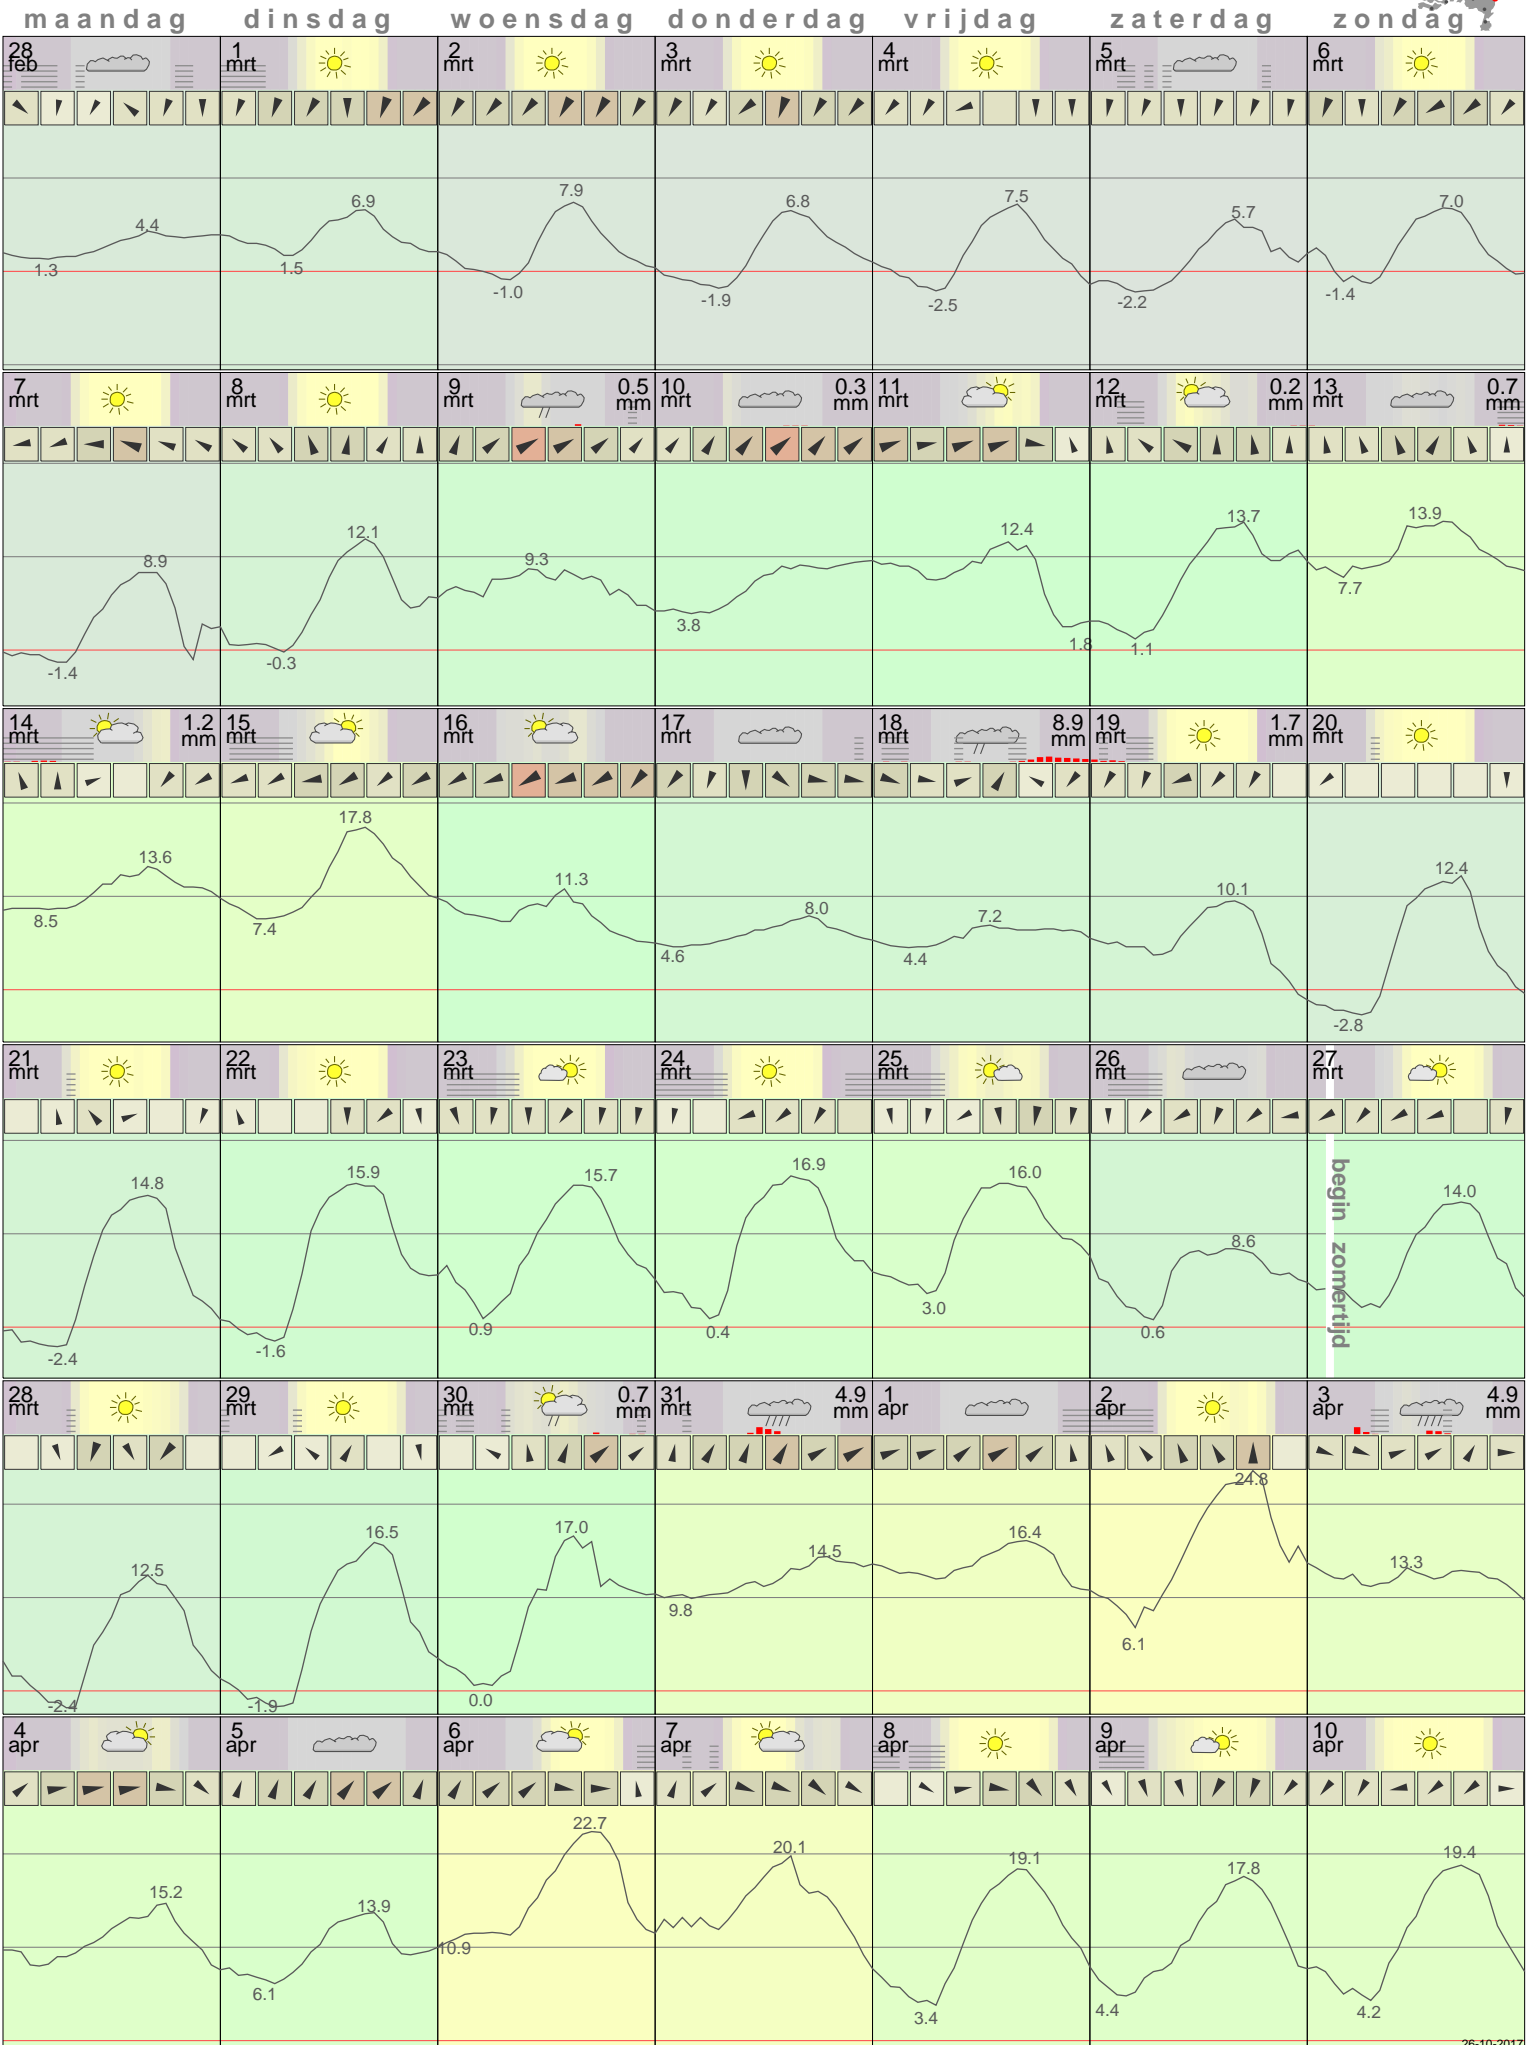 maandag dinsdag woensdag donderdag vrijdag zaterdag zondag
28 feb 1 mrt 2 mrt 3 mrt 4 mrt 5 mrt 6 mrt
4.4 6.9 7.9 6.8 7.5 5.7 7.0
1.3 1.5 -1.0 -1.9 -2.5 -2.2 -1.4
7 mrt 8 mrt 9 mrt 0.5 mm 10 mrt 0.3 mm 11 mrt 12 mrt 0.2 mm 13 mrt 0.7 mm
8.9 12.1 9.3 12.4 13.7 13.9
-1.4 -0.3 3.8 1.8 1.1 7.7
14 mrt 1.2 mm 15 mrt 16 mrt 17 mrt 18 mrt 8.9 mm 19 mrt 1.7 mm 20 mrt
13.6 17.8 11.3 8.0 7.2 10.1 12.4
8.5 7.4 4.6 4.4 -2.8
21 mrt 22 mrt 23 mrt 24 mrt 25 mrt 26 mrt 27 mrt
14.8 15.9 15.7 16.9 16.0 8.6 14.0
-2.4 -1.6 0.9 0.4 3.0 0.6
begin zomertijd
28 mrt 29 mrt 30 mrt 0.7 mm 31 mrt 4.9 mm 1 apr 2 apr 3 apr 4.9 mm
12.5 16.5 17.0 14.5 16.4 24.8 13.3
-2.4 -1.9 0.0 9.8 6.1
4 apr 5 apr 6 apr 7 apr 8 apr 9 apr 10 apr
15.2 13.9 22.7 20.1 19.1 17.8 19.4
6.1 10.9 3.4 4.4 4.2
26-10-2017